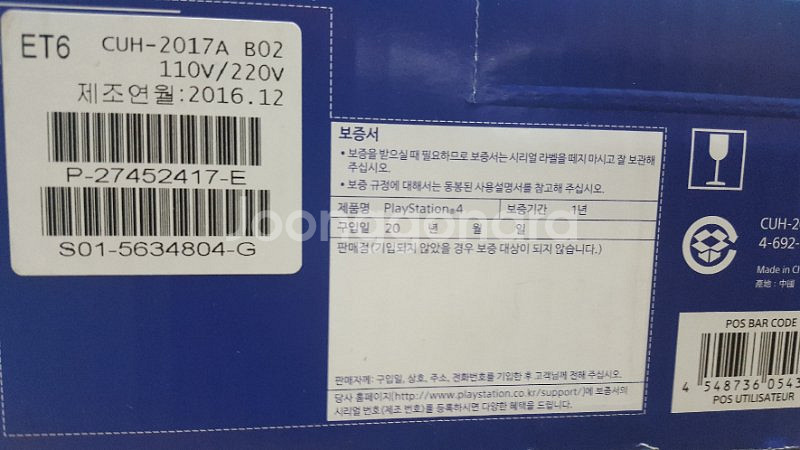 ET6 CUH-2017A B02
110V/220V
제조연월:2016.12
P-27452417-E
S01-5634804-G
보증서
• 보증을 받으실 때 필요하므로 보증서는 시리얼 라벨을 떼지 마시고 잘 보관해
주십시오.
• 보증 규정에 대해서는 동봉된 사용설명서를 참고해 주십시오.
제품명 PlayStation®4 보증기간 1년
구입일 20 년 월 일
판매점(기입되지 않았을 경우 보증 대상이 되지 않습니다.)
판매자께: 구입일, 상호, 주소, 전화번호를 기입한 후 고객님께 전해 주십시오.
당사 홈페이지(http://www.playstation.co.kr/support/)에 보증서의
시리얼 번호(제조 번호)를 등록하시면 다양한 혜택을 드립니다.
Joongonara
CUH-20
4-692-
Made in Ch
產地 : 中國
POS BAR CODE
4 548736 0543
POS UTILISATEUR